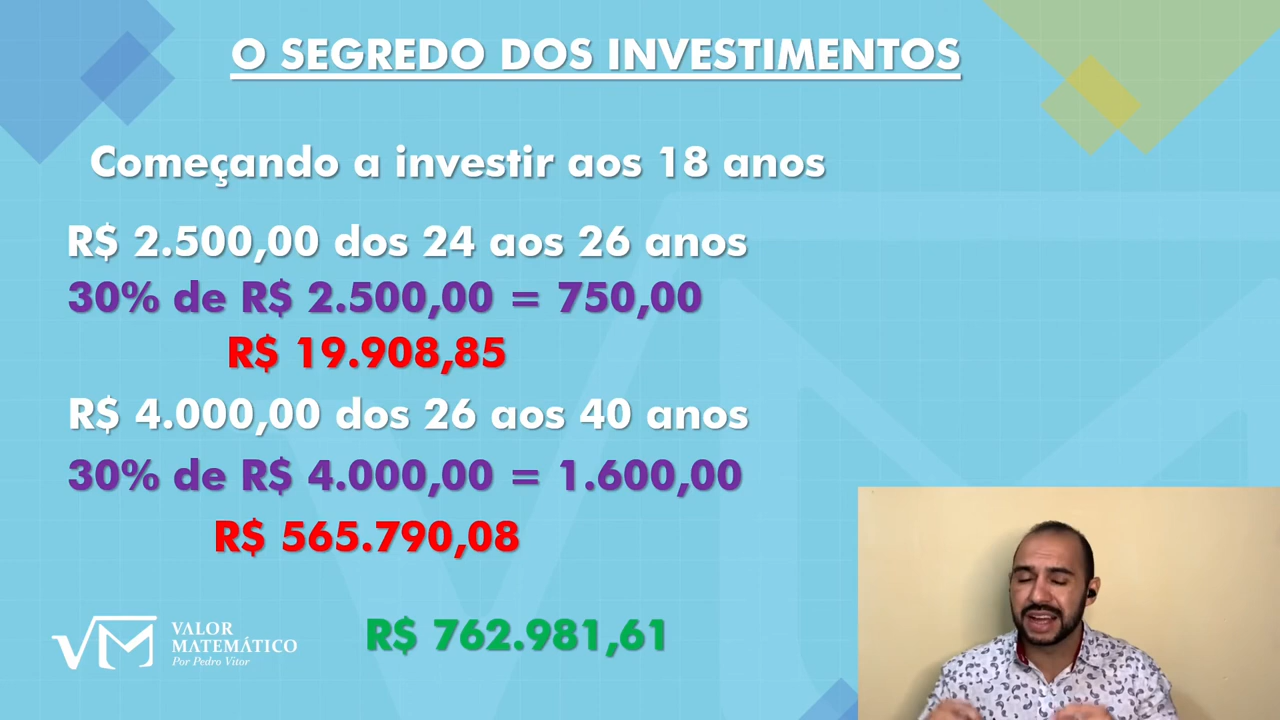 O SEGREDO DOS INVESTIMENTOS
Começando a investir aos 18 anos
R$ 2.500,00 dos 24 aos 26 anos
30% de R$ 2.500,00 = 750,00
R$ 19.908,85
R$ 4.000,00 dos 26 aos 40 anos
30% de R$ 4.000,00 = 1.600,00
R$ 565.790,08
R$ 762.981,61
VALOR
MATEMÁTICO
Por Pedro Vitor